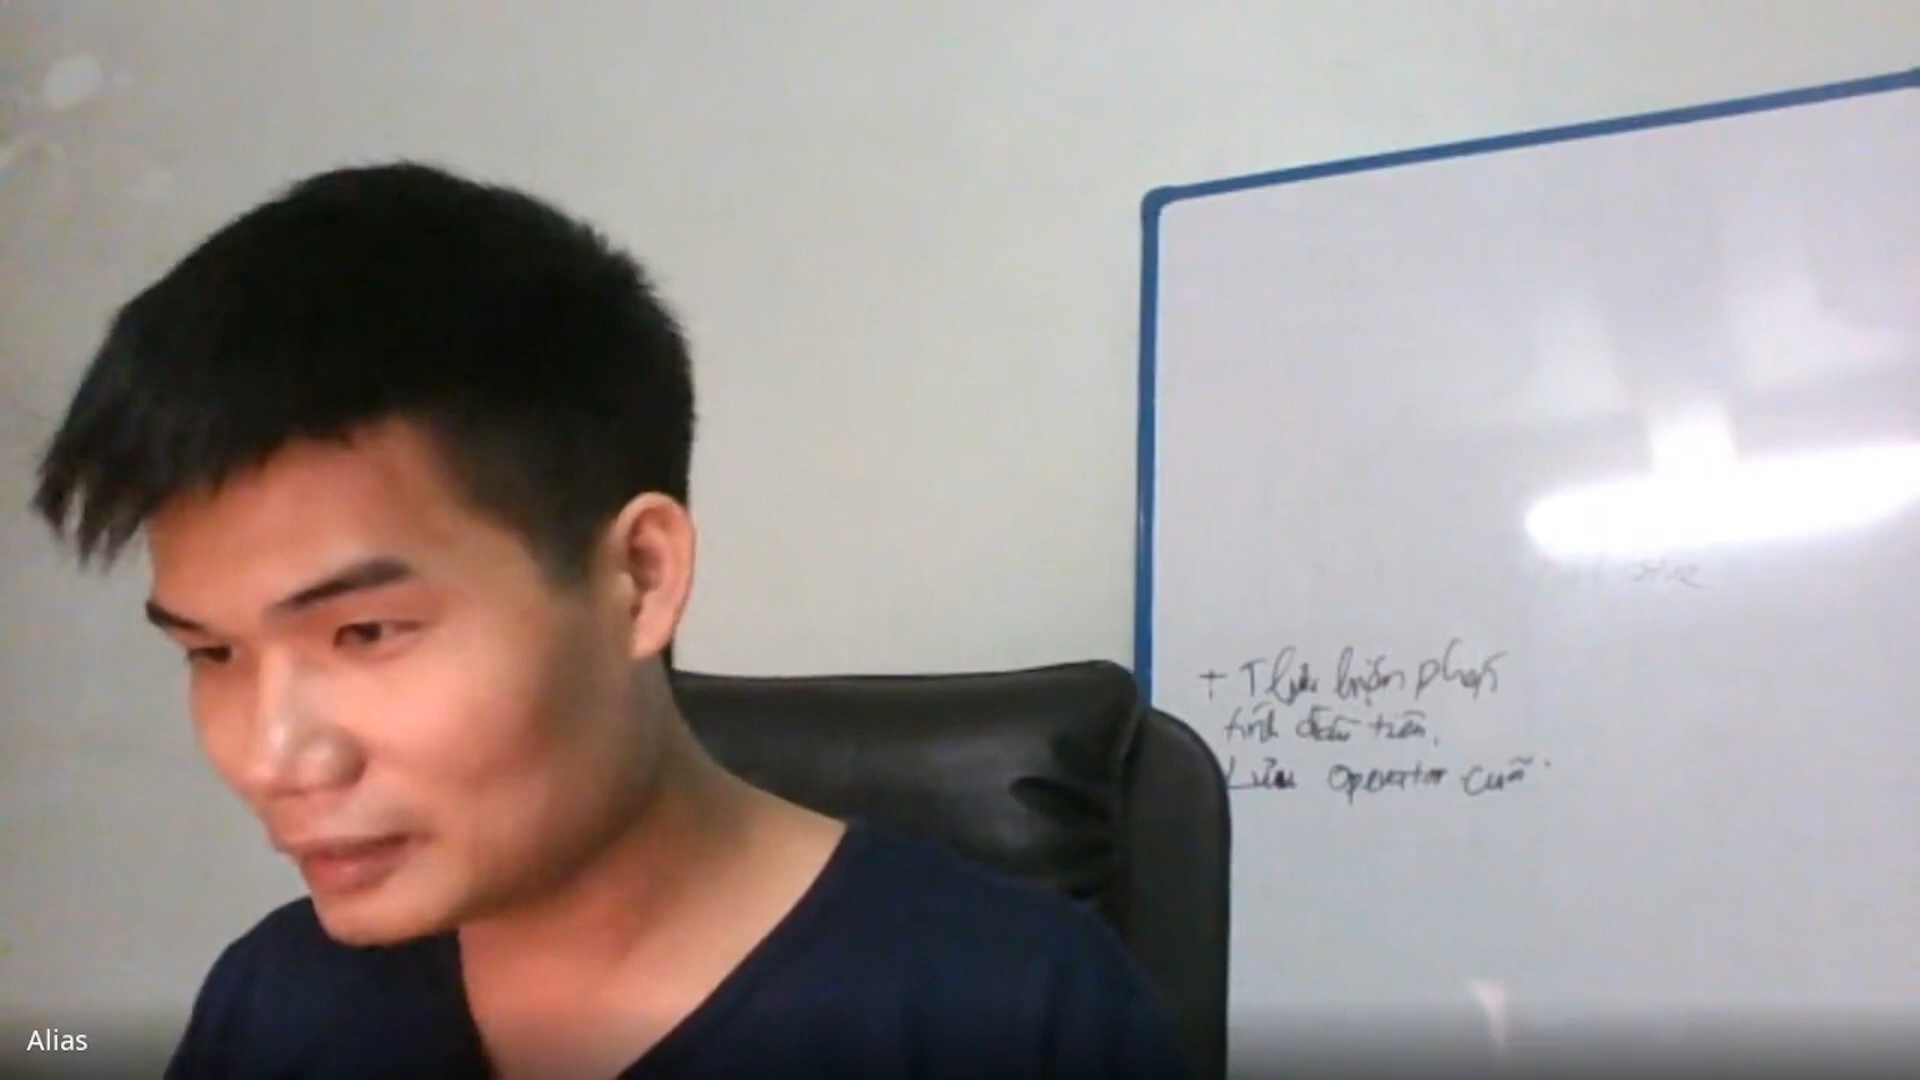 + Thực hiện phép
tính đầu tiên.
Lưu operator cuối.
Alias